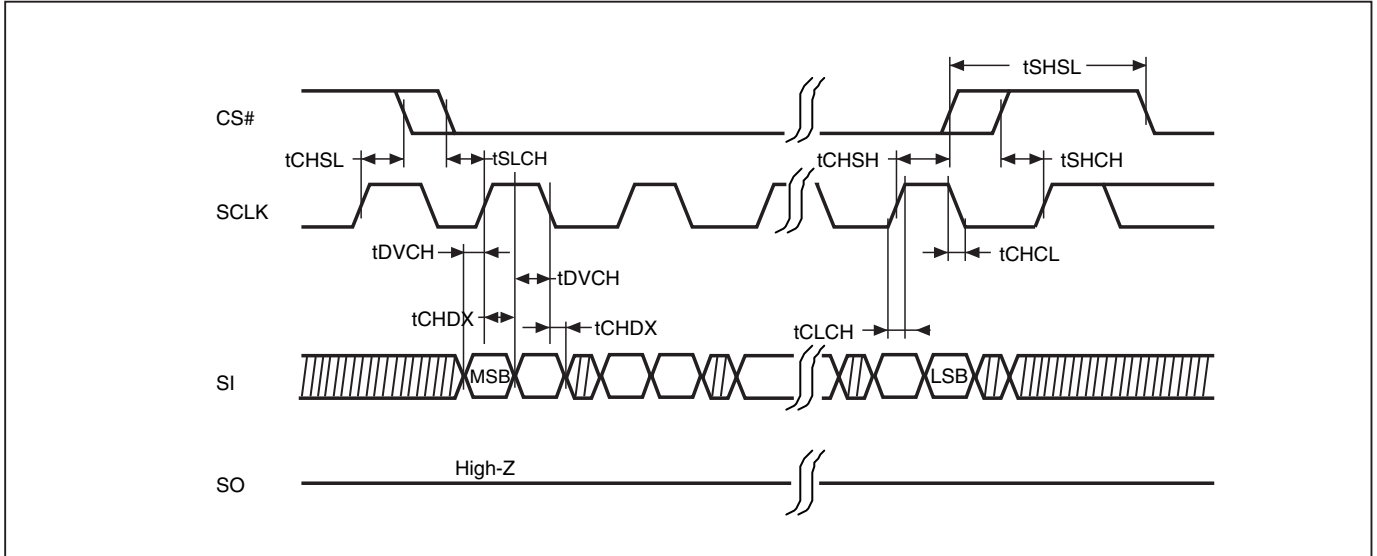 tSHSL
CS#
tCHSL
tSLCH
tCHSH
tSHCH
SCLK
tDVCH
tCHCL
tDVCH
tCHDX
tCHDX
tCLCH
SI
MSB
LSB
High-Z
SO